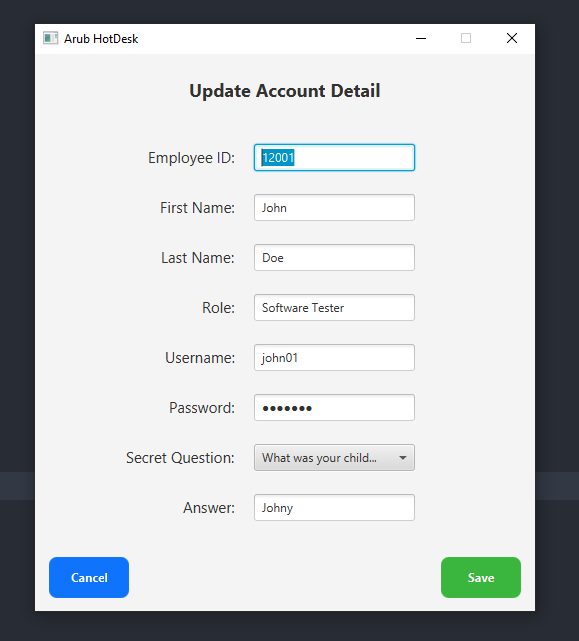 Arub HotDesk
Update Account Detail
Employee ID: 12001
First Name: John
Last Name: Doe
Role: Software Tester
Username: john01
Password: •••••••
Secret Question: What was your child...
Answer: Johny
Cancel Save